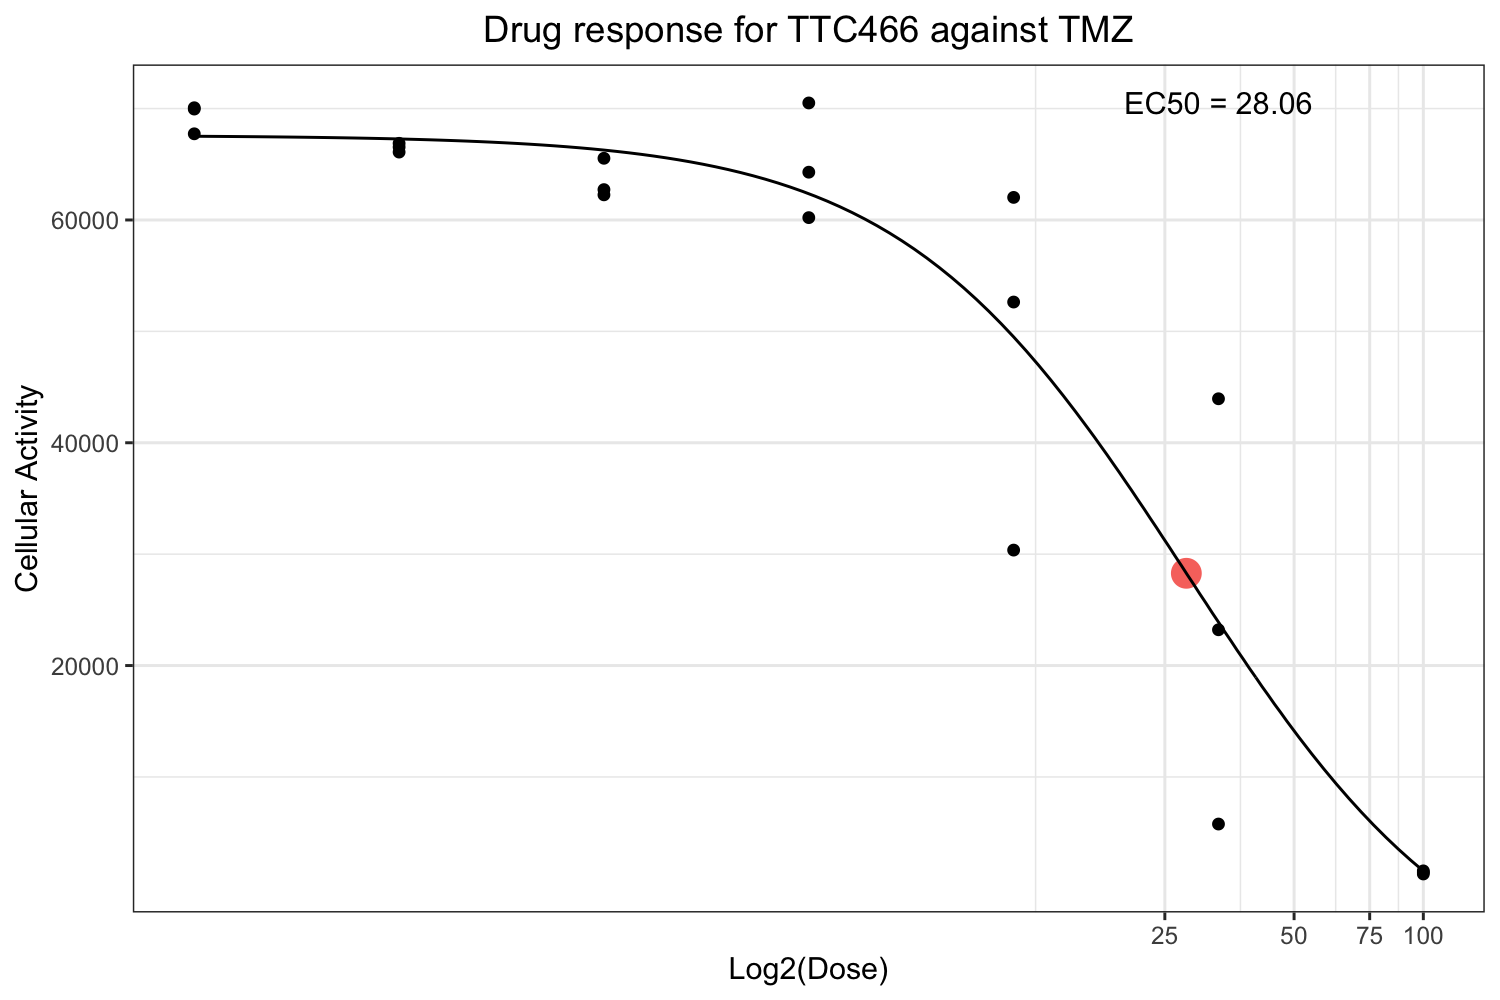 Drug response for TTC466 against TMZ
EC50 = 28.06
60000
40000
20000
Cellular Activity
25 50 75 100
Log2(Dose)